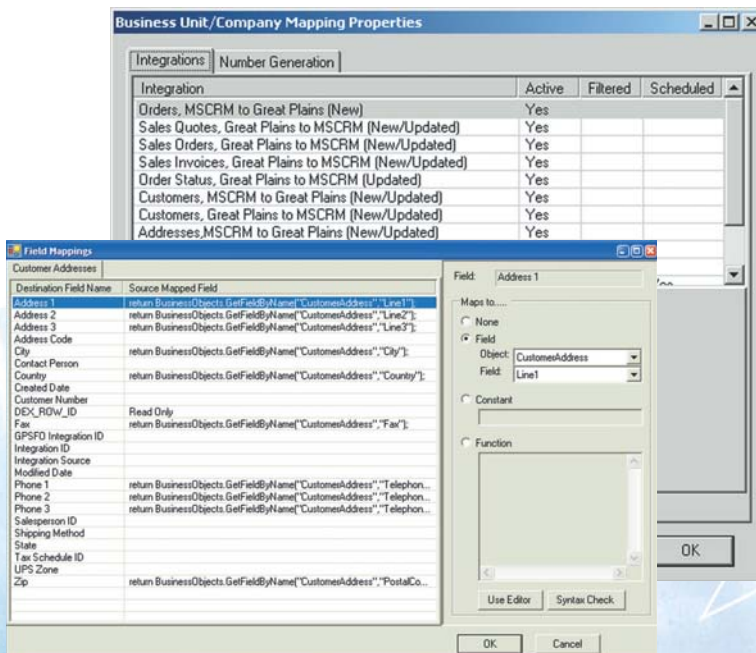 Business Unit/Company Mapping Properties
Integrations Number Generation
Integration Active Filtered Scheduled
Orders, MSCRM to Great Plains (New) Yes
Sales Quotes, Great Plains to MSCRM (New/Updated) Yes
Sales Orders, Great Plains to MSCRM (New/Updated) Yes
Sales Invoices, Great Plains to MSCRM (New/Updated) Yes
Order Status, Great Plains to MSCRM (Updated) Yes
Customers, MSCRM to Great Plains (New/Updated) Yes
Customers, Great Plains to MSCRM (New/Updated) Yes
Addresses,MSCRM to Great Plains (New/Updated) Yes
OK
Field Mappings
Customer Addresses
Destination Field Name Source Mapped Field
Address 1 return BusinessObjects.GetFieldByName("CustomerAddress","Line1");
Address 2 return BusinessObjects.GetFieldByName("CustomerAddress","Line2");
Address 3 return BusinessObjects.GetFieldByName("CustomerAddress","Line3");
Address Code
City return BusinessObjects.GetFieldByName("CustomerAddress","City");
Contact Person
Country return BusinessObjects.GetFieldByName("CustomerAddress","Country");
Created Date
Customer Number
DEX_ROW_ID Read Only
Fax return BusinessObjects.GetFieldByName("CustomerAddress","Fax");
GPSFO Integration ID
Integration ID
Integration Source
Modified Date
Phone 1 return BusinessObjects.GetFieldByName("CustomerAddress","Telephon...
Phone 2 return BusinessObjects.GetFieldByName("CustomerAddress","Telephon...
Phone 3 return BusinessObjects.GetFieldByName("CustomerAddress","Telephon...
Salesperson ID
Shipping Method
State
Tax Schedule ID
UPS Zone
Zip return BusinessObjects.GetFieldByName("CustomerAddress","PostalCo...
Field: Address 1
Maps to.....
None
Field
Object: CustomerAddress
Field: Line1
Constant
Function
Use Editor Syntax Check
OK Cancel